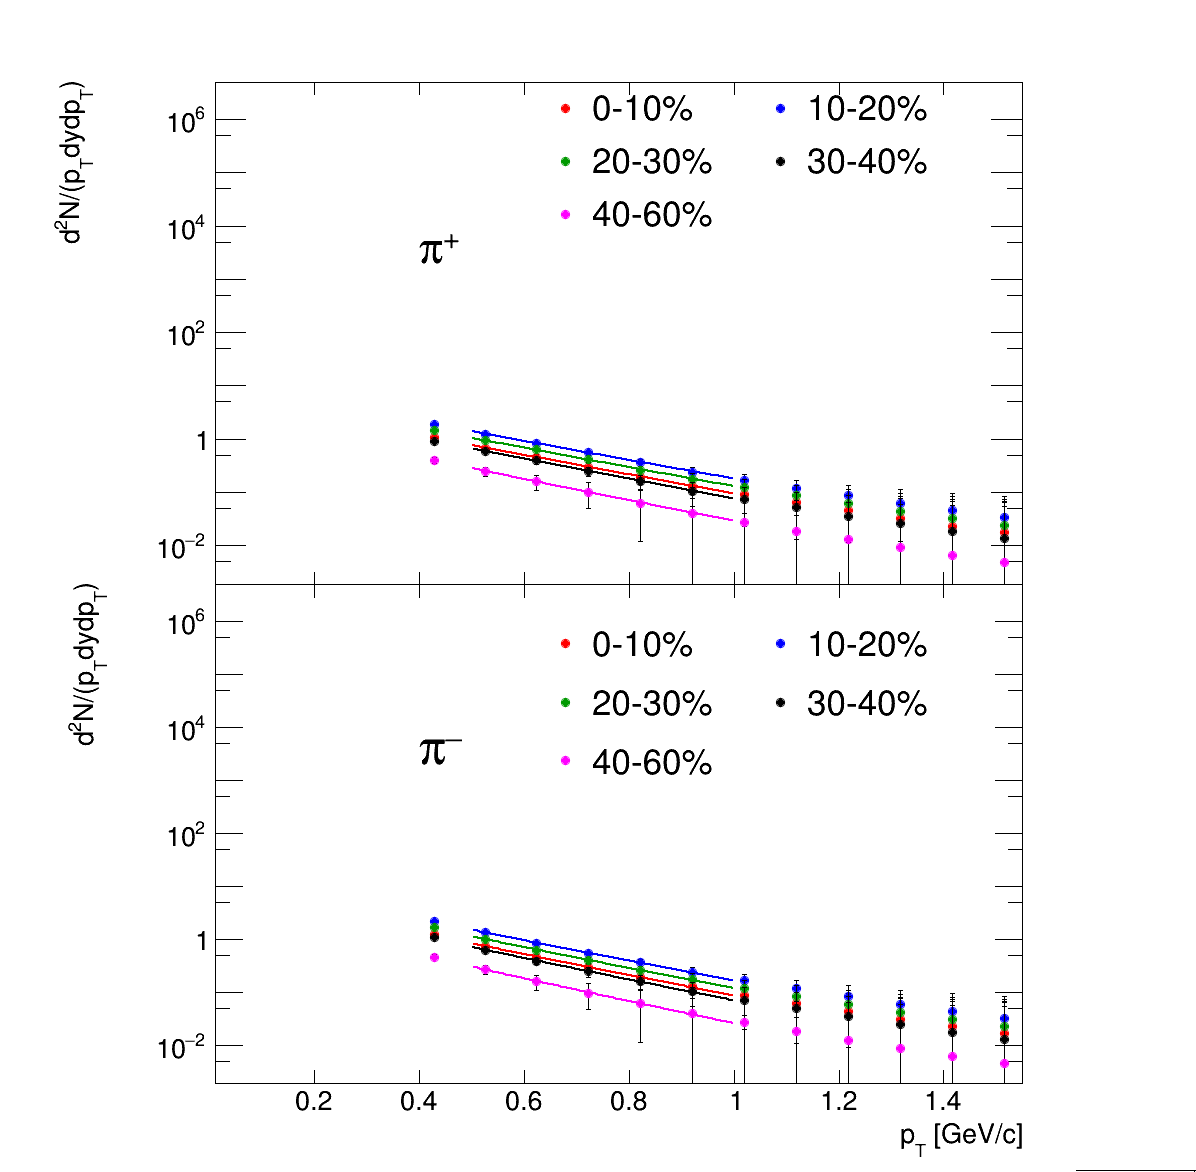 d²N/(p_T dydp_T)
10⁶
0-10% 10-20%
20-30% 30-40%
10⁴
40-60%
π⁺
10²
1
10⁻²
d²N/(p_T dydp_T)
10⁶
0-10% 10-20%
20-30% 30-40%
10⁴
π⁻
40-60%
10²
1
10⁻²
0.2 0.4 0.6 0.8 1 1.2 1.4
p_T [GeV/c]